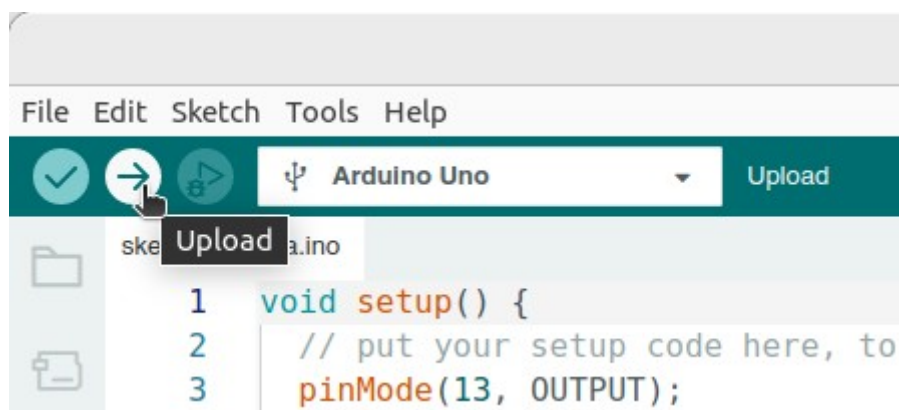 File Edit Sketch Tools Help
Arduino Uno Upload
Upload
ske a.ino
1 void setup() {
2 // put your setup code here, to
3 pinMode(13, OUTPUT);